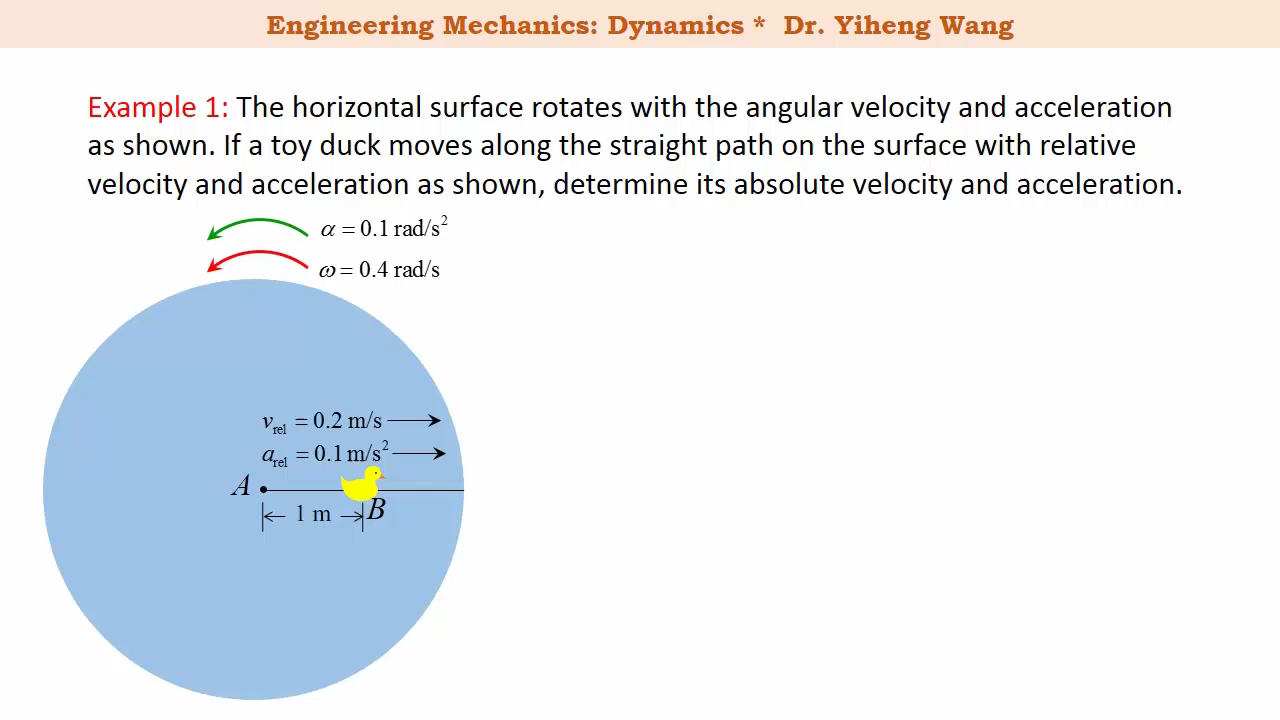 Engineering Mechanics: Dynamics * Dr. Yiheng Wang
Example 1: The horizontal surface rotates with the angular velocity and acceleration
as shown. If a toy duck moves along the straight path on the surface with relative
velocity and acceleration as shown, determine its absolute velocity and acceleration.
α = 0.1 rad/s²
ω = 0.4 rad/s
v_rel = 0.2 m/s
a_rel = 0.1 m/s²
A
1 m
B